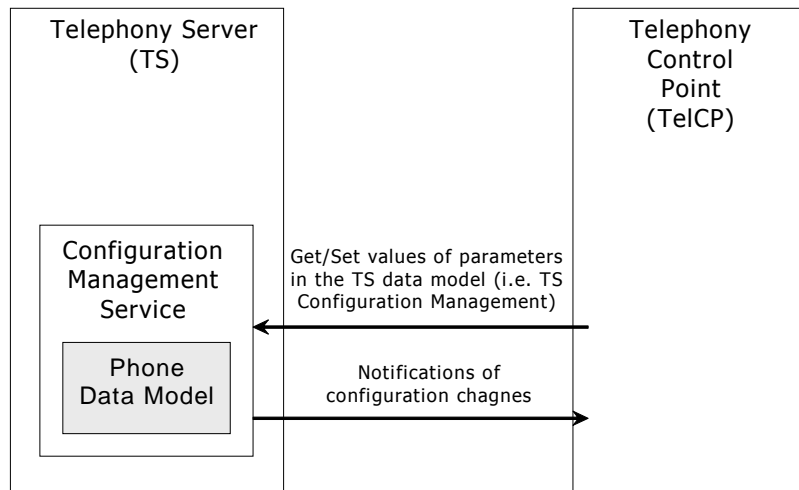 Telephony Server
(TS)
Telephony
Control
Point
(TelCP)
Configuration
Management
Service
Phone
Data Model
Get/Set values of parameters
in the TS data model (i.e. TS
Configuration Management)
Notifications of
configuration chagnes